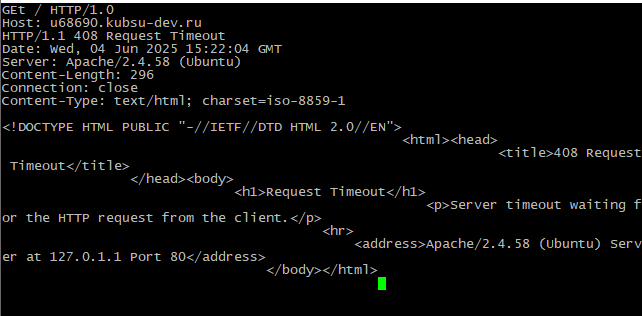 GEt / HTTP/1.0
Host: u68690.kubsu-dev.ru
HTTP/1.1 408 Request Timeout
Date: Wed, 04 Jun 2025 15:22:04 GMT
Server: Apache/2.4.58 (Ubuntu)
Content-Length: 296
Connection: close
Content-Type: text/html; charset=iso-8859-1

<!DOCTYPE HTML PUBLIC "-//IETF//DTD HTML 2.0//EN">
<html><head>
<title>408 Request
Timeout</title>
</head><body>
<h1>Request Timeout</h1>
<p>Server timeout waiting f
or the HTTP request from the client.</p>
<hr>
<address>Apache/2.4.58 (Ubuntu) Serv
er at 127.0.1.1 Port 80</address>
</body></html>